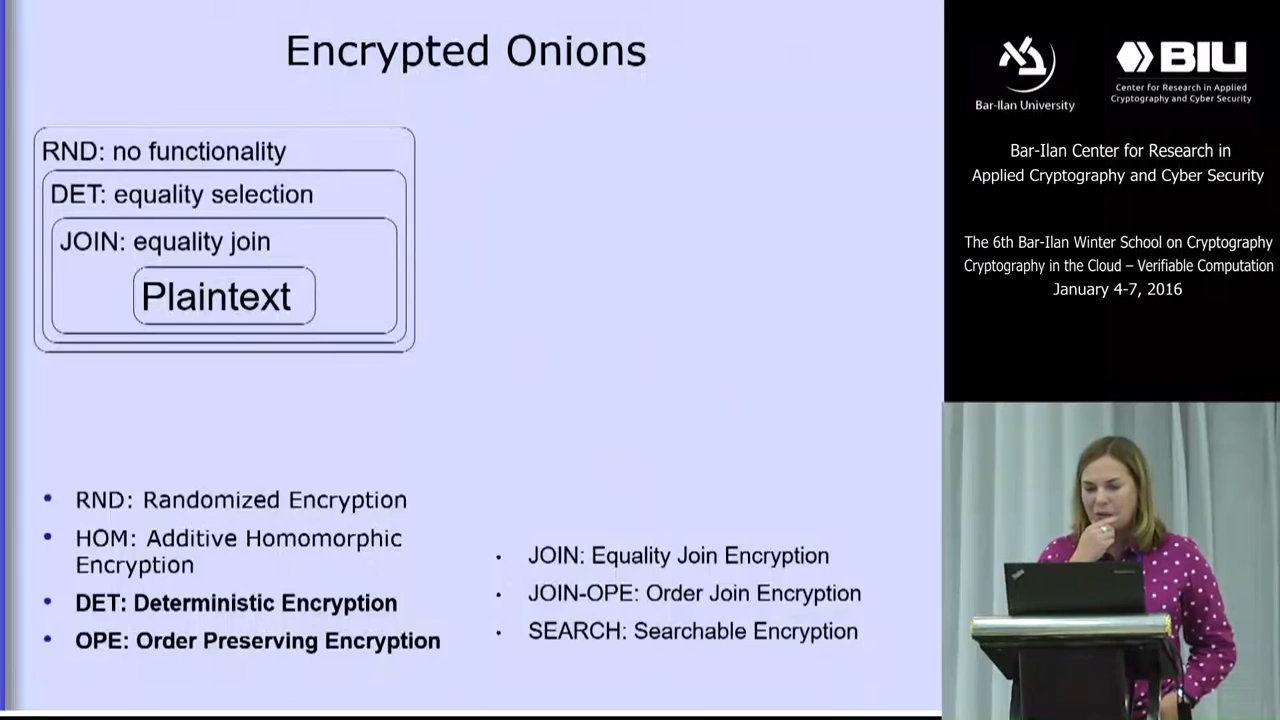 Encrypted Onions
RND: no functionality
DET: equality selection
JOIN: equality join
Plaintext
• RND: Randomized Encryption
• HOM: Additive Homomorphic
Encryption
• DET: Deterministic Encryption
• OPE: Order Preserving Encryption
• JOIN: Equality Join Encryption
• JOIN-OPE: Order Join Encryption
• SEARCH: Searchable Encryption
Bar-Ilan University
BIU
Center for Research in Applied
Cryptography and Cyber Security
Bar-Ilan Center for Research in
Applied Cryptography and Cyber Security
The 6th Bar-Ilan Winter School on Cryptography
Cryptography in the Cloud – Verifiable Computation
January 4-7, 2016